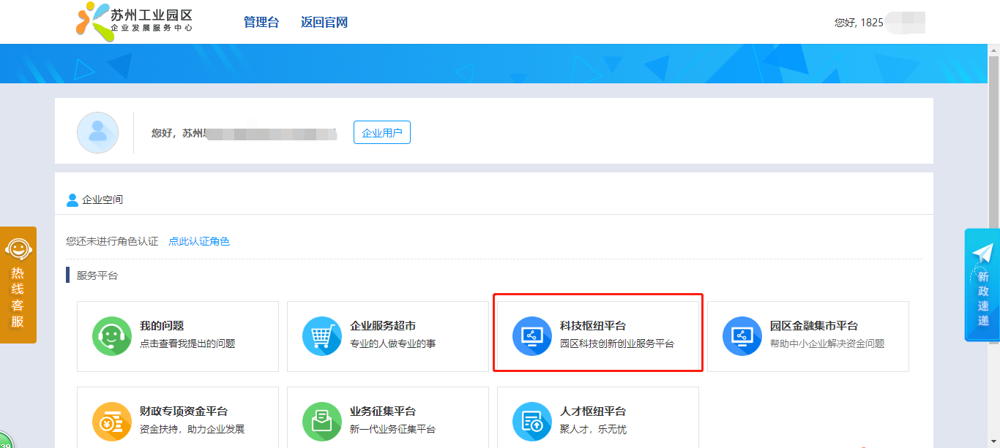 苏州工业园区
企业发展服务中心
管理台 返回官网
您好, 1825
您好，苏州
企业用户
企业空间
您还未进行角色认证 点此认证角色
服务平台
我的问题
点击查看我提出的问题
企业服务超市
专业的人做专业的事
科技枢纽平台
园区科技创新创业服务平台
园区金融集市平台
帮助中小企业解决资金问题
财政专项资金平台
资金扶持，助力企业发展
业务征集平台
新一代业务征集平台
人才枢纽平台
聚人才，乐无忧
热线客服
新政速递
39